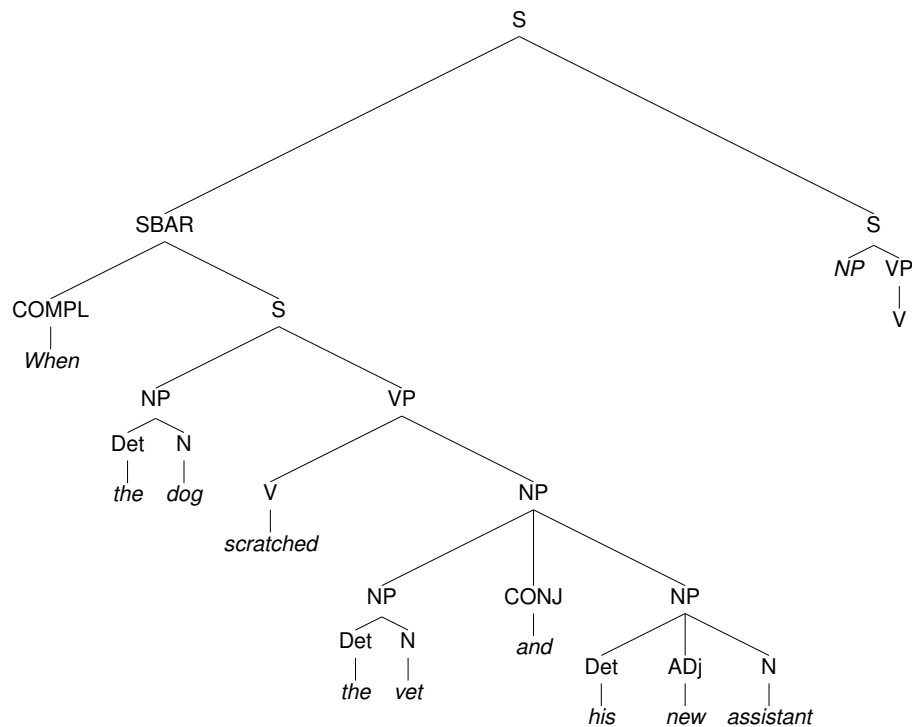 S
SBAR S
NP VP
COMPL S V
When
NP VP
Det N
the dog V NP
scratched
NP CONJ NP
and
Det N
Det ADj N
the vet
his new assistant